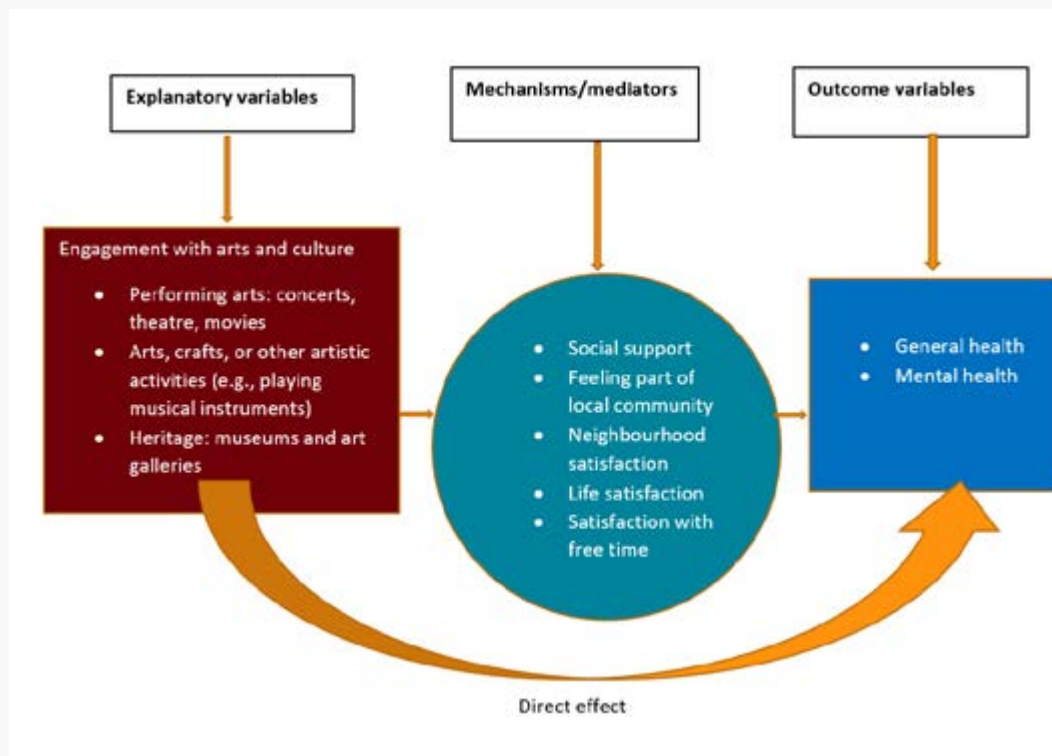 Explanatory variables
Mechanisms/mediators
Outcome variables
Engagement with arts and culture
• Performing arts: concerts,
theatre, movies
• Arts, crafts, or other artistic
activities (e.g., playing
musical instruments)
• Heritage: museums and art
galleries
• Social support
• Feeling part of
local community
• Neighbourhood
satisfaction
• Life satisfaction
• Satisfaction with
free time
• General health
• Mental health
Direct effect